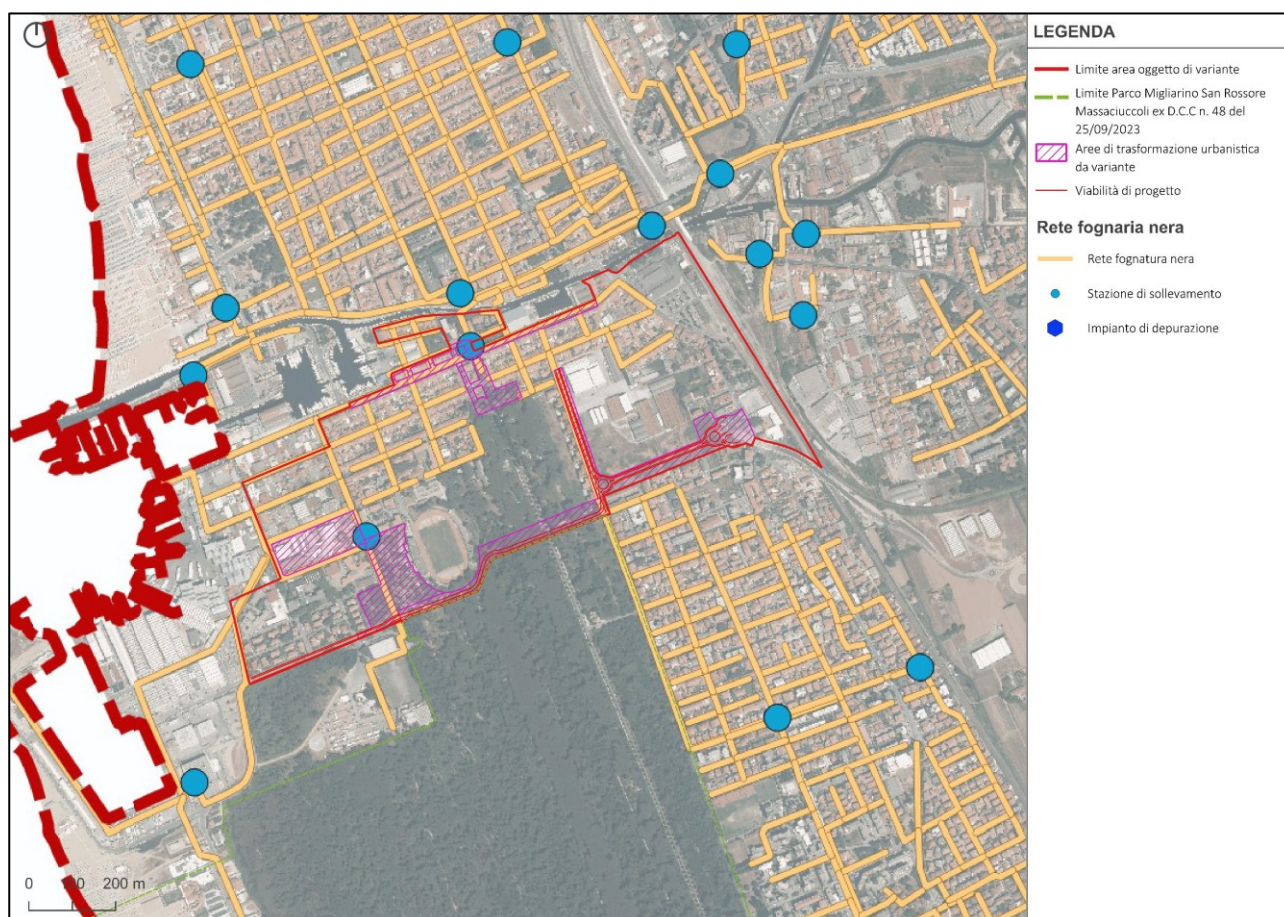 LEGENDA
Limite area oggetto di variante
Limite Parco Migliarino San Rossore
Massaciuccoli ex D.C.C n. 48 del
25/09/2023
Aree di trasformazione urbanistica
da variante
Viabilità di progetto
Rete fognaria nera
Rete fognatura nera
Stazione di sollevamento
Impianto di depurazione
0 100 200 m